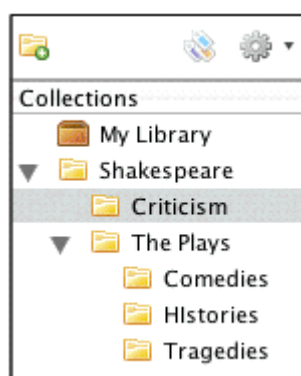 Collections
My Library
Shakespeare
Criticism
The Plays
Comedies
HIstories
Tragedies